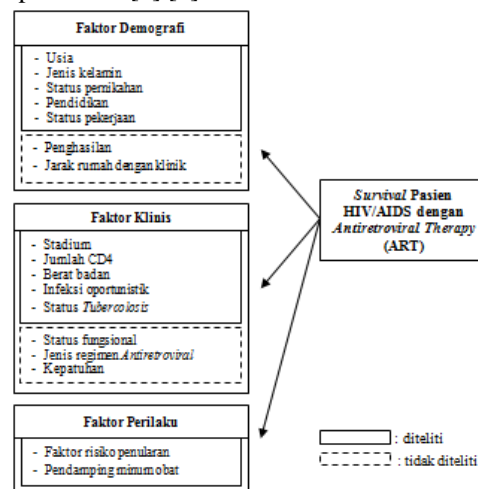 Faktor Demografi
- Usia
- Jenis kelamin
- Status pernikahan
- Pendidikan
- Status pekerjaan
- Penghasilan
- Jarak rumah dengan klinik
Survival Pasien
HIV/AIDS dengan
Antiretroviral Therapy
(ART)
Faktor Klinis
- Stadium
- Jumlah CD4
- Berat badan
- Infeksi oportunistik
- Status Tubercolosis
- Status fungsional
- Jenis regimen Antiretroviral
- Kepatuhan
Faktor Perilaku
- Faktor risiko penularan
- Pendamping minum obat
: diteliti
: tidak diteliti